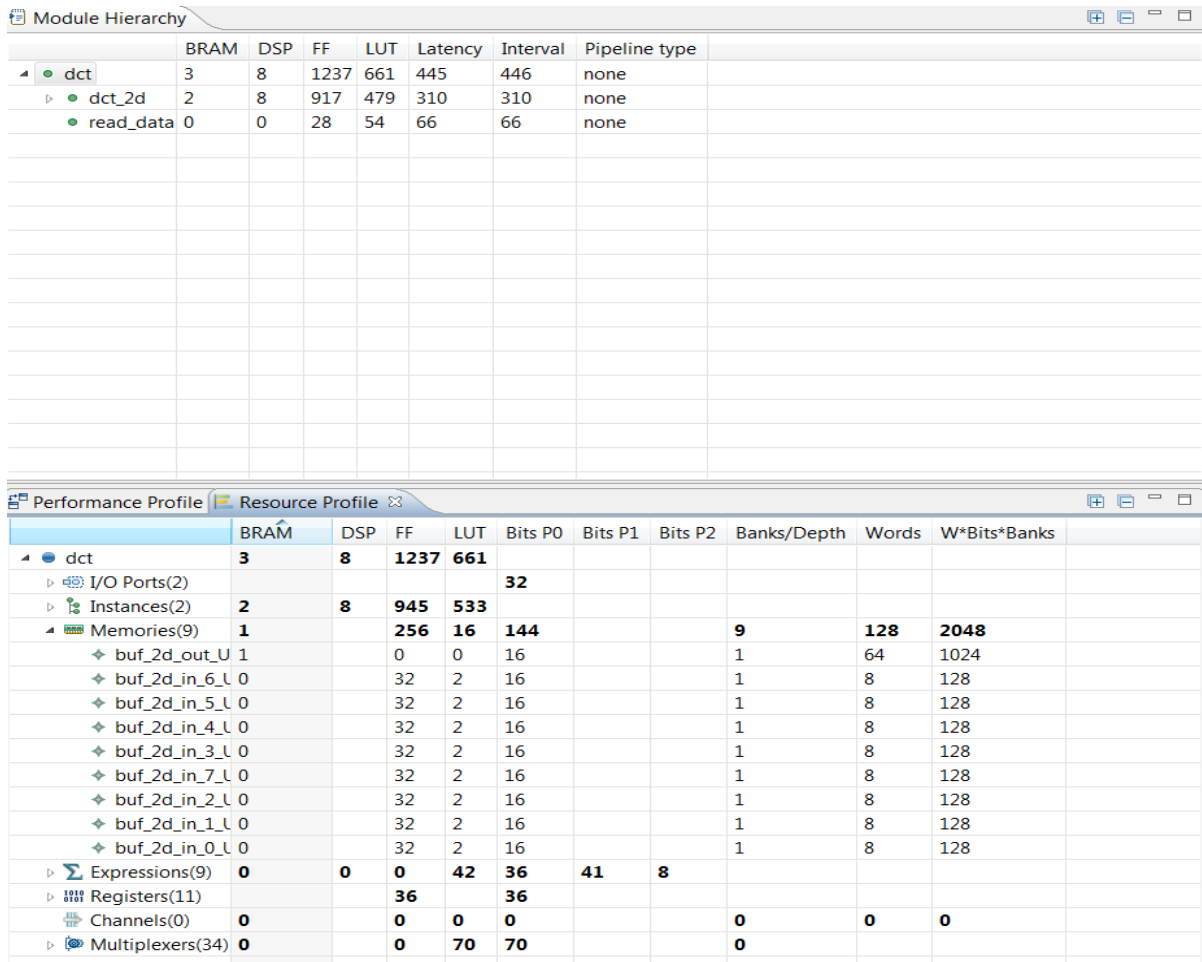 Module Hierarchy
BRAM DSP FF LUT Latency Interval Pipeline type
dct 3 8 1237 661 445 446 none
dct_2d 2 8 917 479 310 310 none
read_data 0 0 28 54 66 66 none
Performance Profile Resource Profile
BRAM DSP FF LUT Bits P0 Bits P1 Bits P2 Banks/Depth Words W*Bits*Banks
dct 3 8 1237 661
I/O Ports(2) 32
Instances(2) 2 8 945 533
Memories(9) 1 256 16 144 9 128 2048
buf_2d_out_U 1 0 0 16 1 64 1024
buf_2d_in_6_U 0 32 2 16 1 8 128
buf_2d_in_5_U 0 32 2 16 1 8 128
buf_2d_in_4_U 0 32 2 16 1 8 128
buf_2d_in_3_U 0 32 2 16 1 8 128
buf_2d_in_7_U 0 32 2 16 1 8 128
buf_2d_in_2_U 0 32 2 16 1 8 128
buf_2d_in_1_U 0 32 2 16 1 8 128
buf_2d_in_0_U 0 32 2 16 1 8 128
Expressions(9) 0 0 0 42 36 41 8
Registers(11) 36 36
Channels(0) 0 0 0 0 0 0 0
Multiplexers(34) 0 0 70 70 0